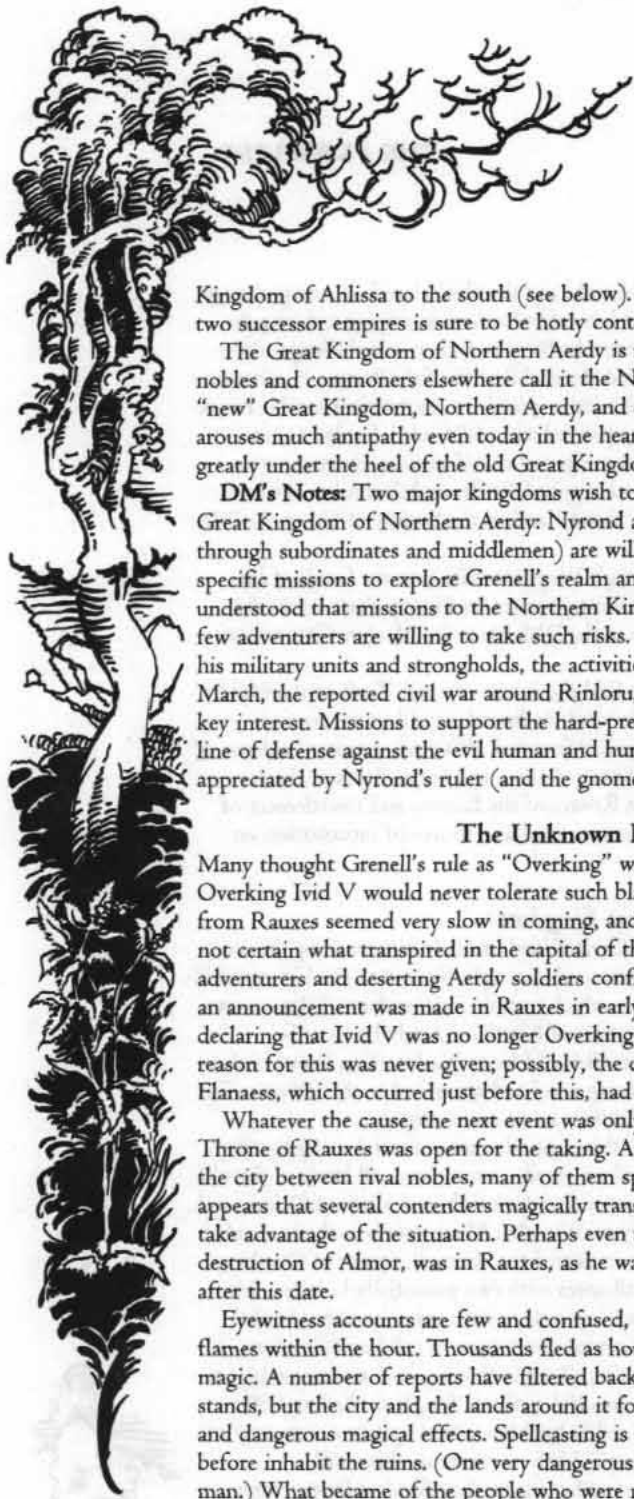 Kingdom of Ahlissa to the south (see below).
two successor empires is sure to be hotly cont
The Great Kingdom of Northern Aerdy is
nobles and commoners elsewhere call it the N
"new" Great Kingdom, Northern Aerdy, and
arouses much antipathy even today in the hear
greatly under the heel of the old Great Kingdo
DM's Notes: Two major kingdoms wish to
Great Kingdom of Northern Aerdy: Nyrond a
through subordinates and middlemen) are will
specific missions to explore Grenell's realm an
understood that missions to the Northern Kin
few adventurers are willing to take such risks.
his military units and strongholds, the activitie
March, the reported civil war around Rinloru,
key interest. Missions to support the hard-pre
line of defense against the evil human and hum
appreciated by Nyrond's ruler (and the gnome
The Unknown
Many thought Grenell's rule as "Overking" w
Overking Ivid V would never tolerate such bl
from Rauxes seemed very slow in coming, and
not certain what transpired in the capital of th
adventurers and deserting Aerdy soldiers conf
an announcement was made in Rauxes in early
declaring that Ivid V was no longer Overking
reason for this was never given; possibly, the c
Flanaess, which occurred just before this, had
Whatever the cause, the next event was only
Throne of Rauxes was open for the taking. A
the city between rival nobles, many of them sp
appears that several contenders magically tran
take advantage of the situation. Perhaps even
destruction of Almor, was in Rauxes, as he wa
after this date.
Eyewitness accounts are few and confused,
flames within the hour. Thousands fled as hov
magic. A number of reports have filtered back
stands, but the city and the lands around it fo
and dangerous magical effects. Spellcasting is
before inhabit the ruins. (One very dangerous
man.) What became of the people who were